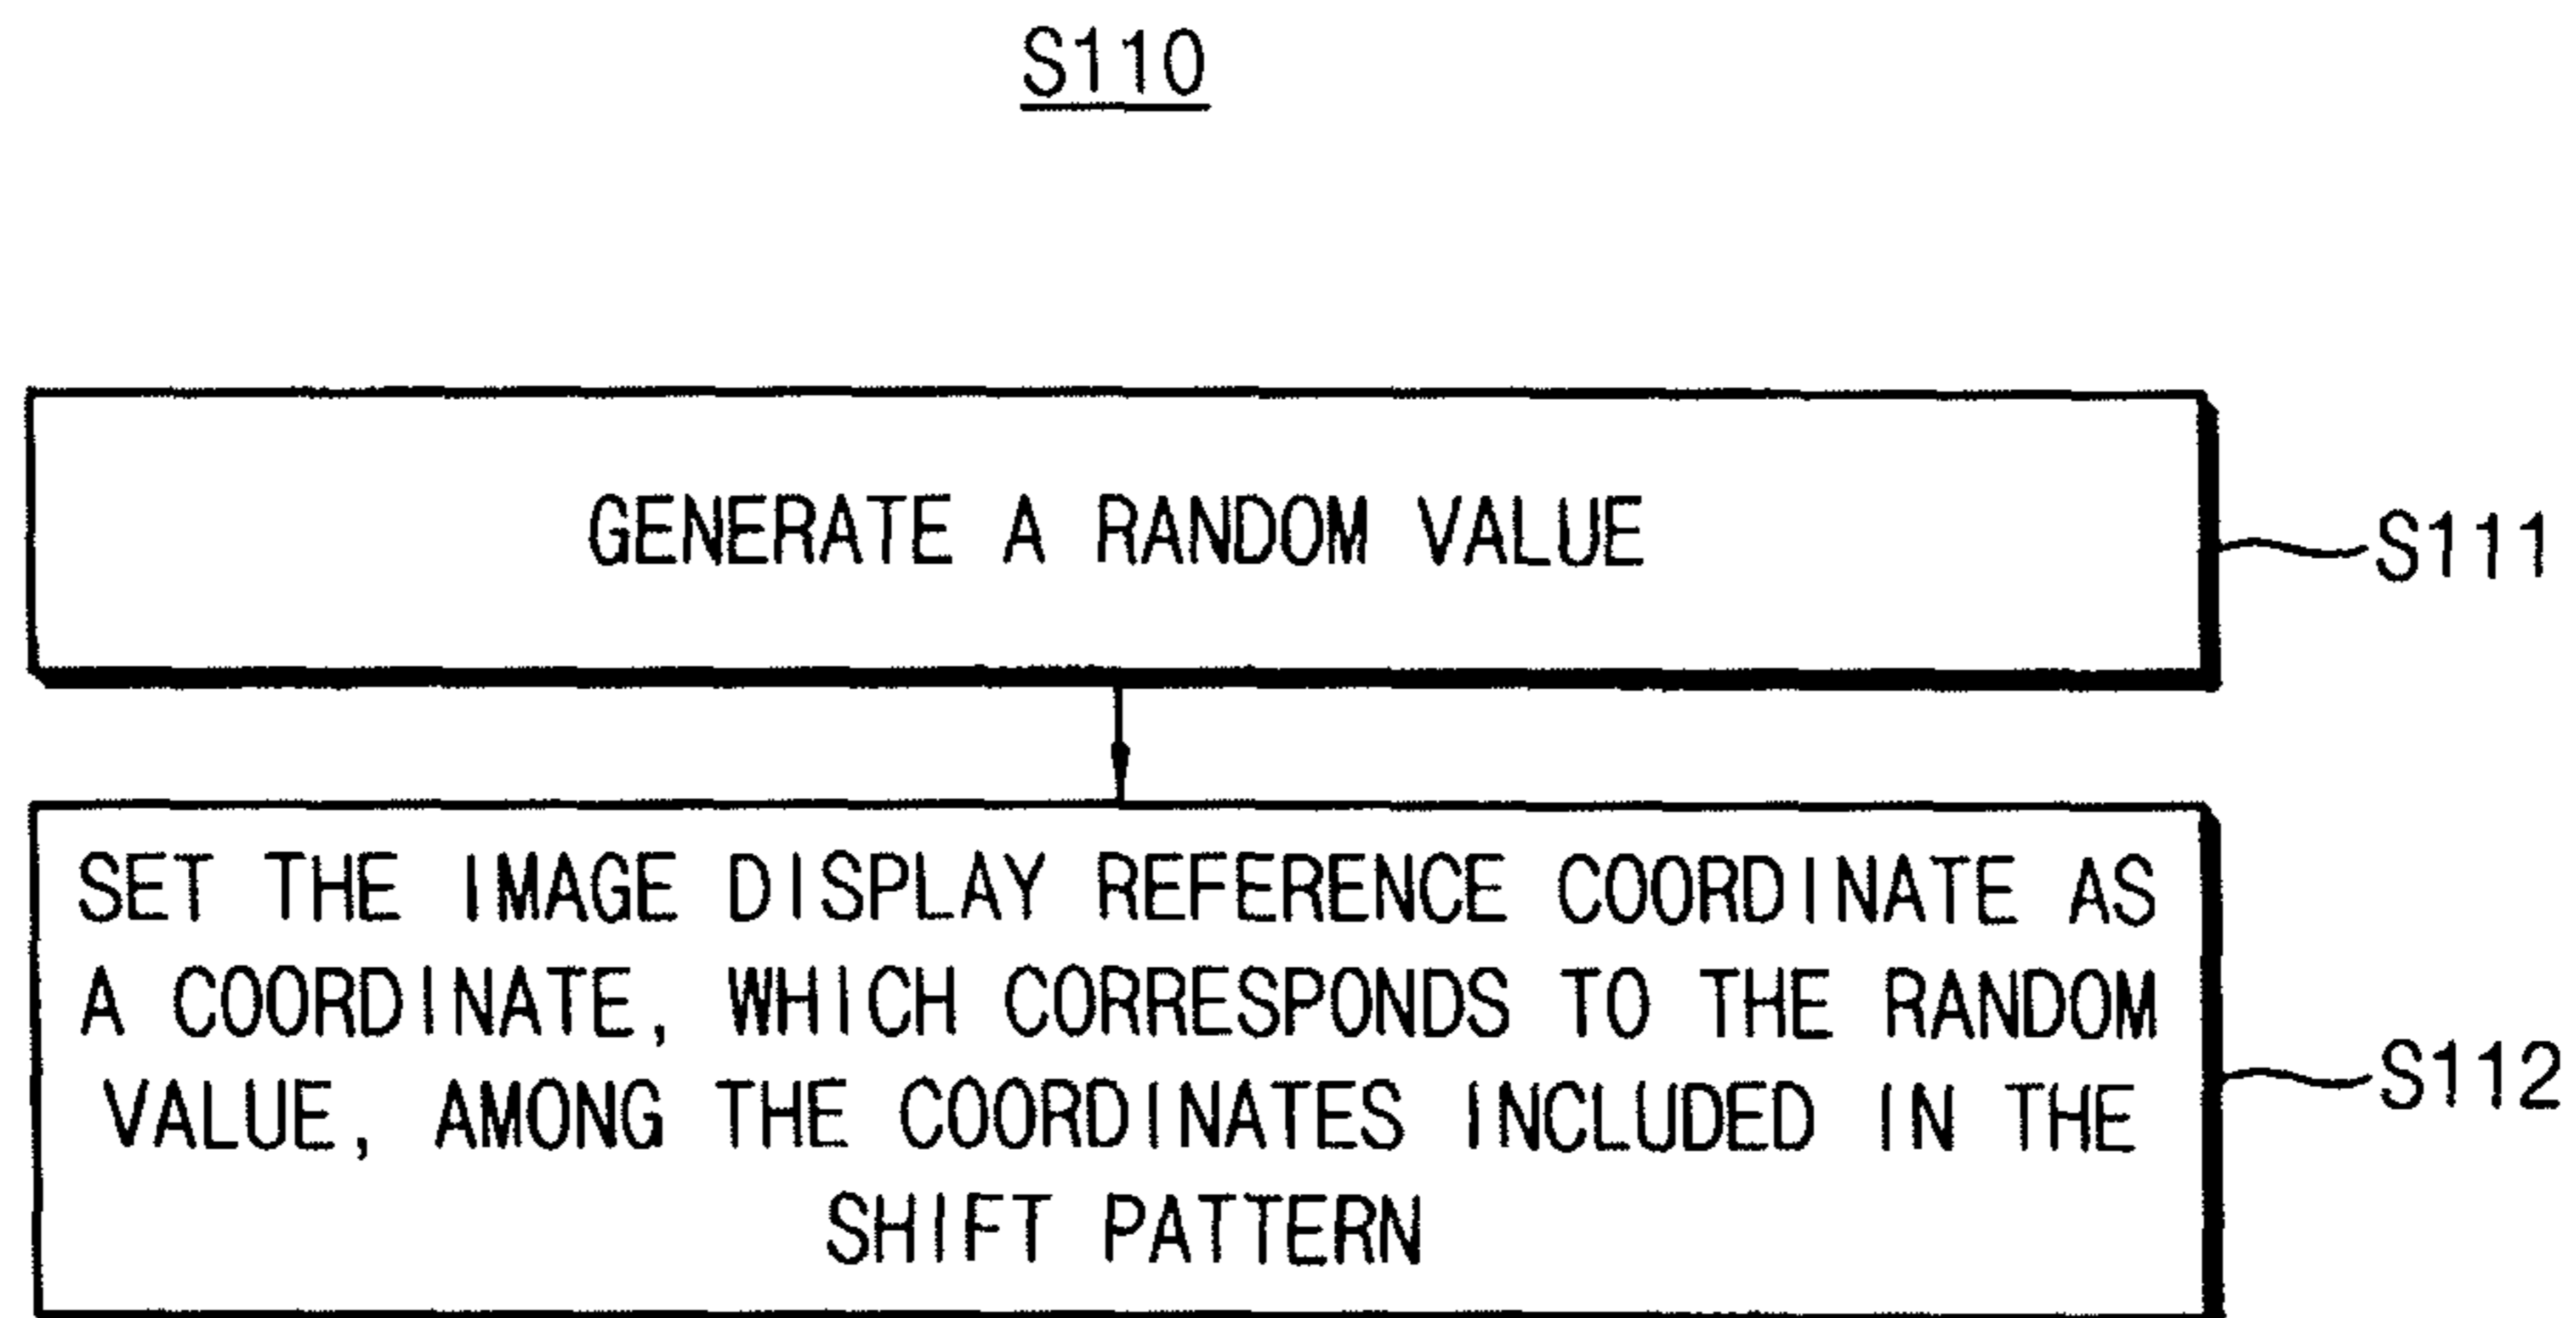 S110
GENERATE A RANDOM VALUE
S111
SET THE IMAGE DISPLAY REFERENCE COORDINATE AS
A COORDINATE, WHICH CORRESPONDS TO THE RANDOM
VALUE, AMONG THE COORDINATES INCLUDED IN THE
SHIFT PATTERN
S112